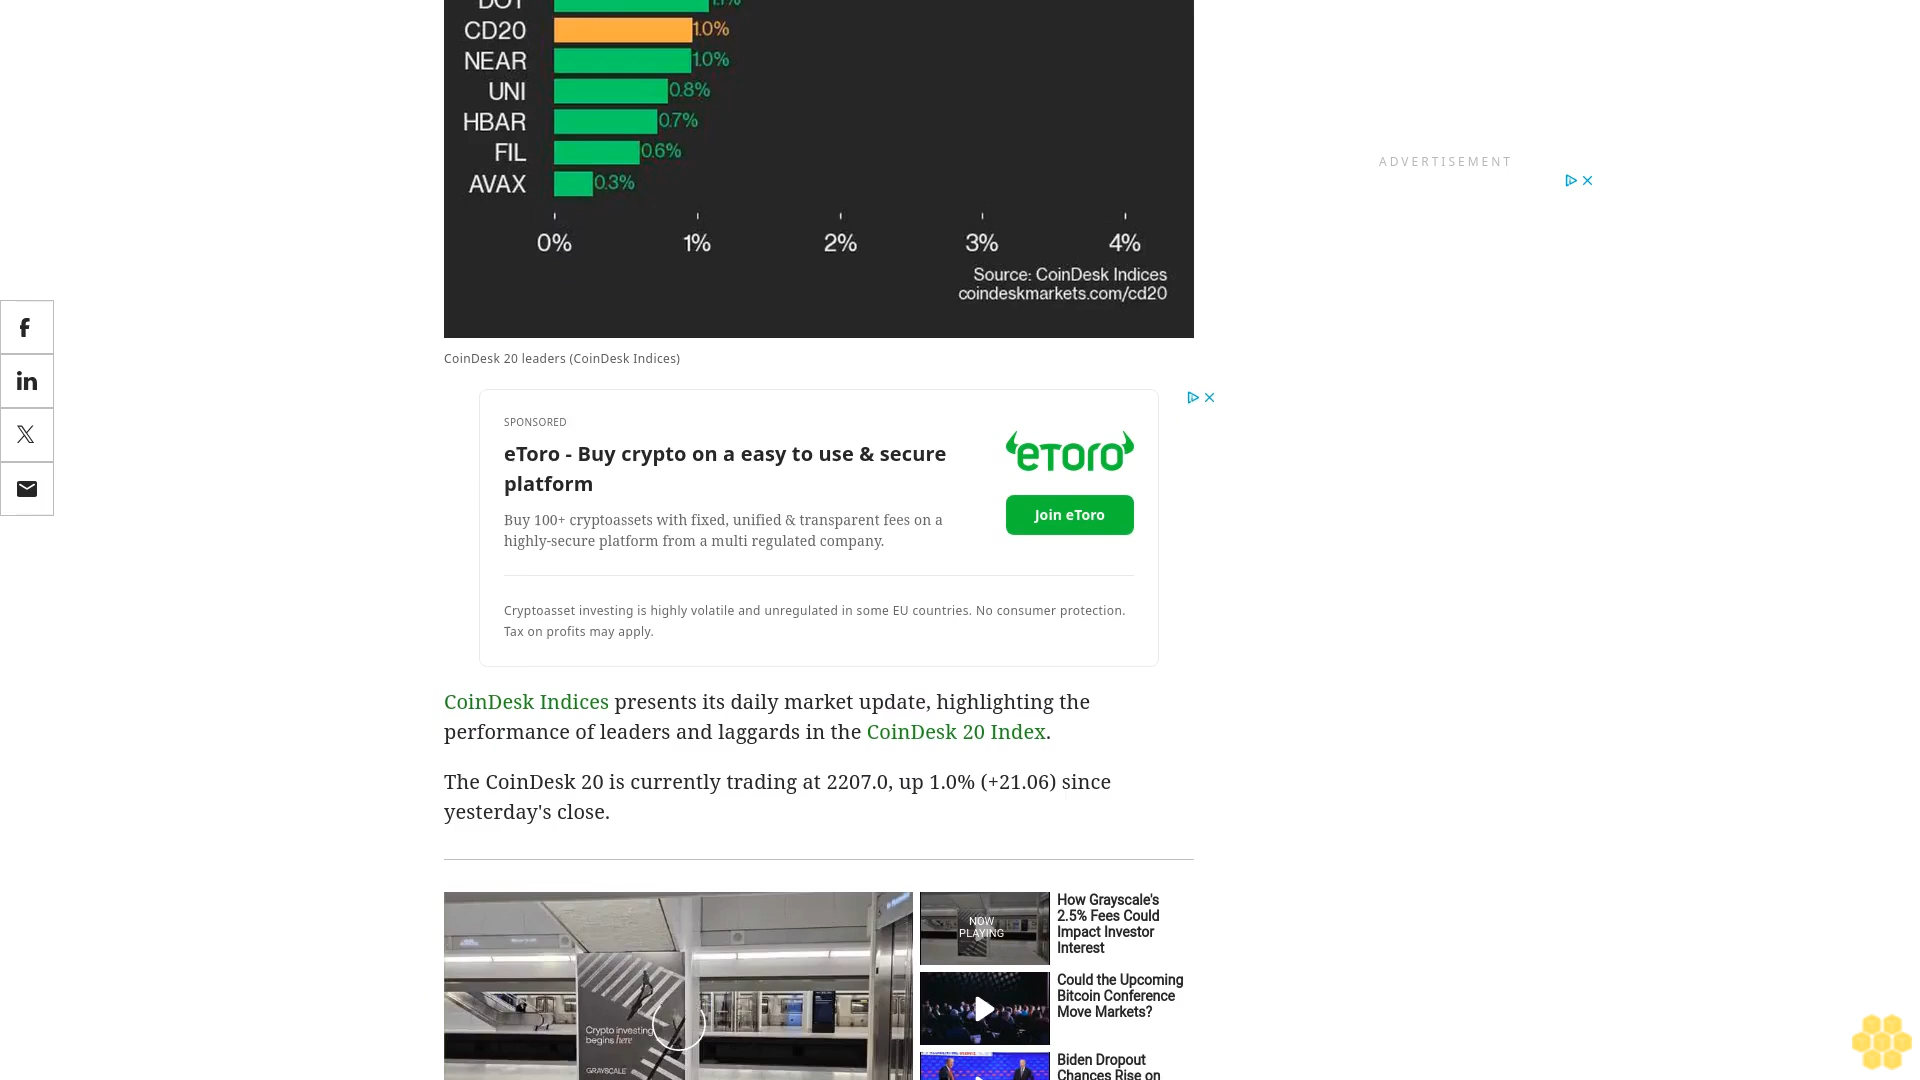 DOT
1.1%
CD20
1.0%
NEAR
1.0%
UNI
0.8%
HBAR
0.7%
FIL
0.6%
AVAX
0.3%
0%
1%
2%
3%
4%
Source: CoinDesk Indices
coindeskmarkets.com/cd20
ADVERTISEMENT
CoinDesk 20 leaders (CoinDesk Indices)
SPONSORED
eToro - Buy crypto on a easy to use & secure
platform
Buy 100+ cryptoassets with fixed, unified & transparent fees on a
highly-secure platform from a multi regulated company.
eToro
Join eToro
Cryptoasset investing is highly volatile and unregulated in some EU countries. No consumer protection.
Tax on profits may apply.
CoinDesk Indices presents its daily market update, highlighting the
performance of leaders and laggards in the CoinDesk 20 Index.
The CoinDesk 20 is currently trading at 2207.0, up 1.0% (+21.06) since
yesterday's close.
Crypto investing
begins here
GRAYSCALE
NOW
PLAYING
How Grayscale's
2.5% Fees Could
Impact Investor
Interest
Could the Upcoming
Bitcoin Conference
Move Markets?
Biden Dropout
Chances Rise on